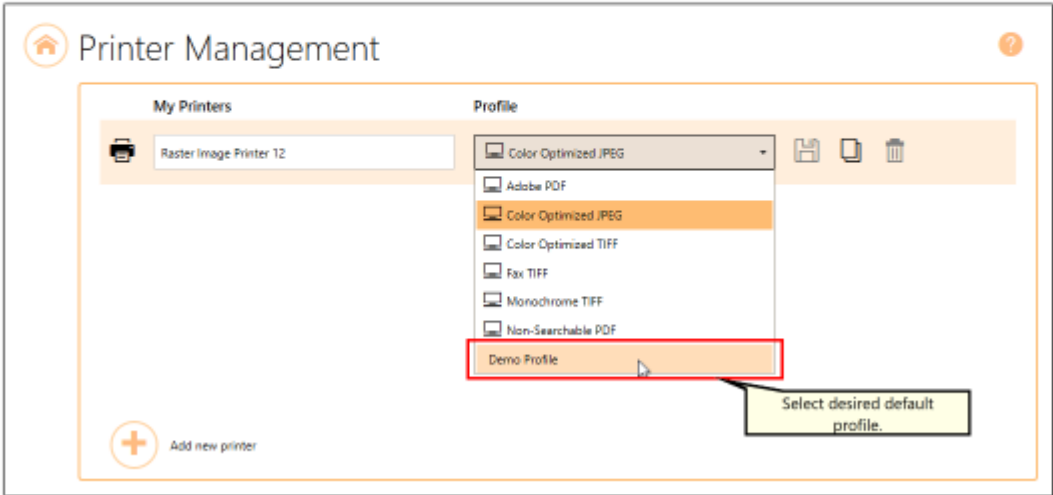 Printer Management
?
My Printers
Profile
Raster Image Printer 12
Color Optimized JPEG
Adobe PDF
Color Optimized JPEG
Color Optimized TIFF
Fax TIFF
Monochrome TIFF
Non-Searchable PDF
Demo Profile
Select desired default
profile.
Add new printer